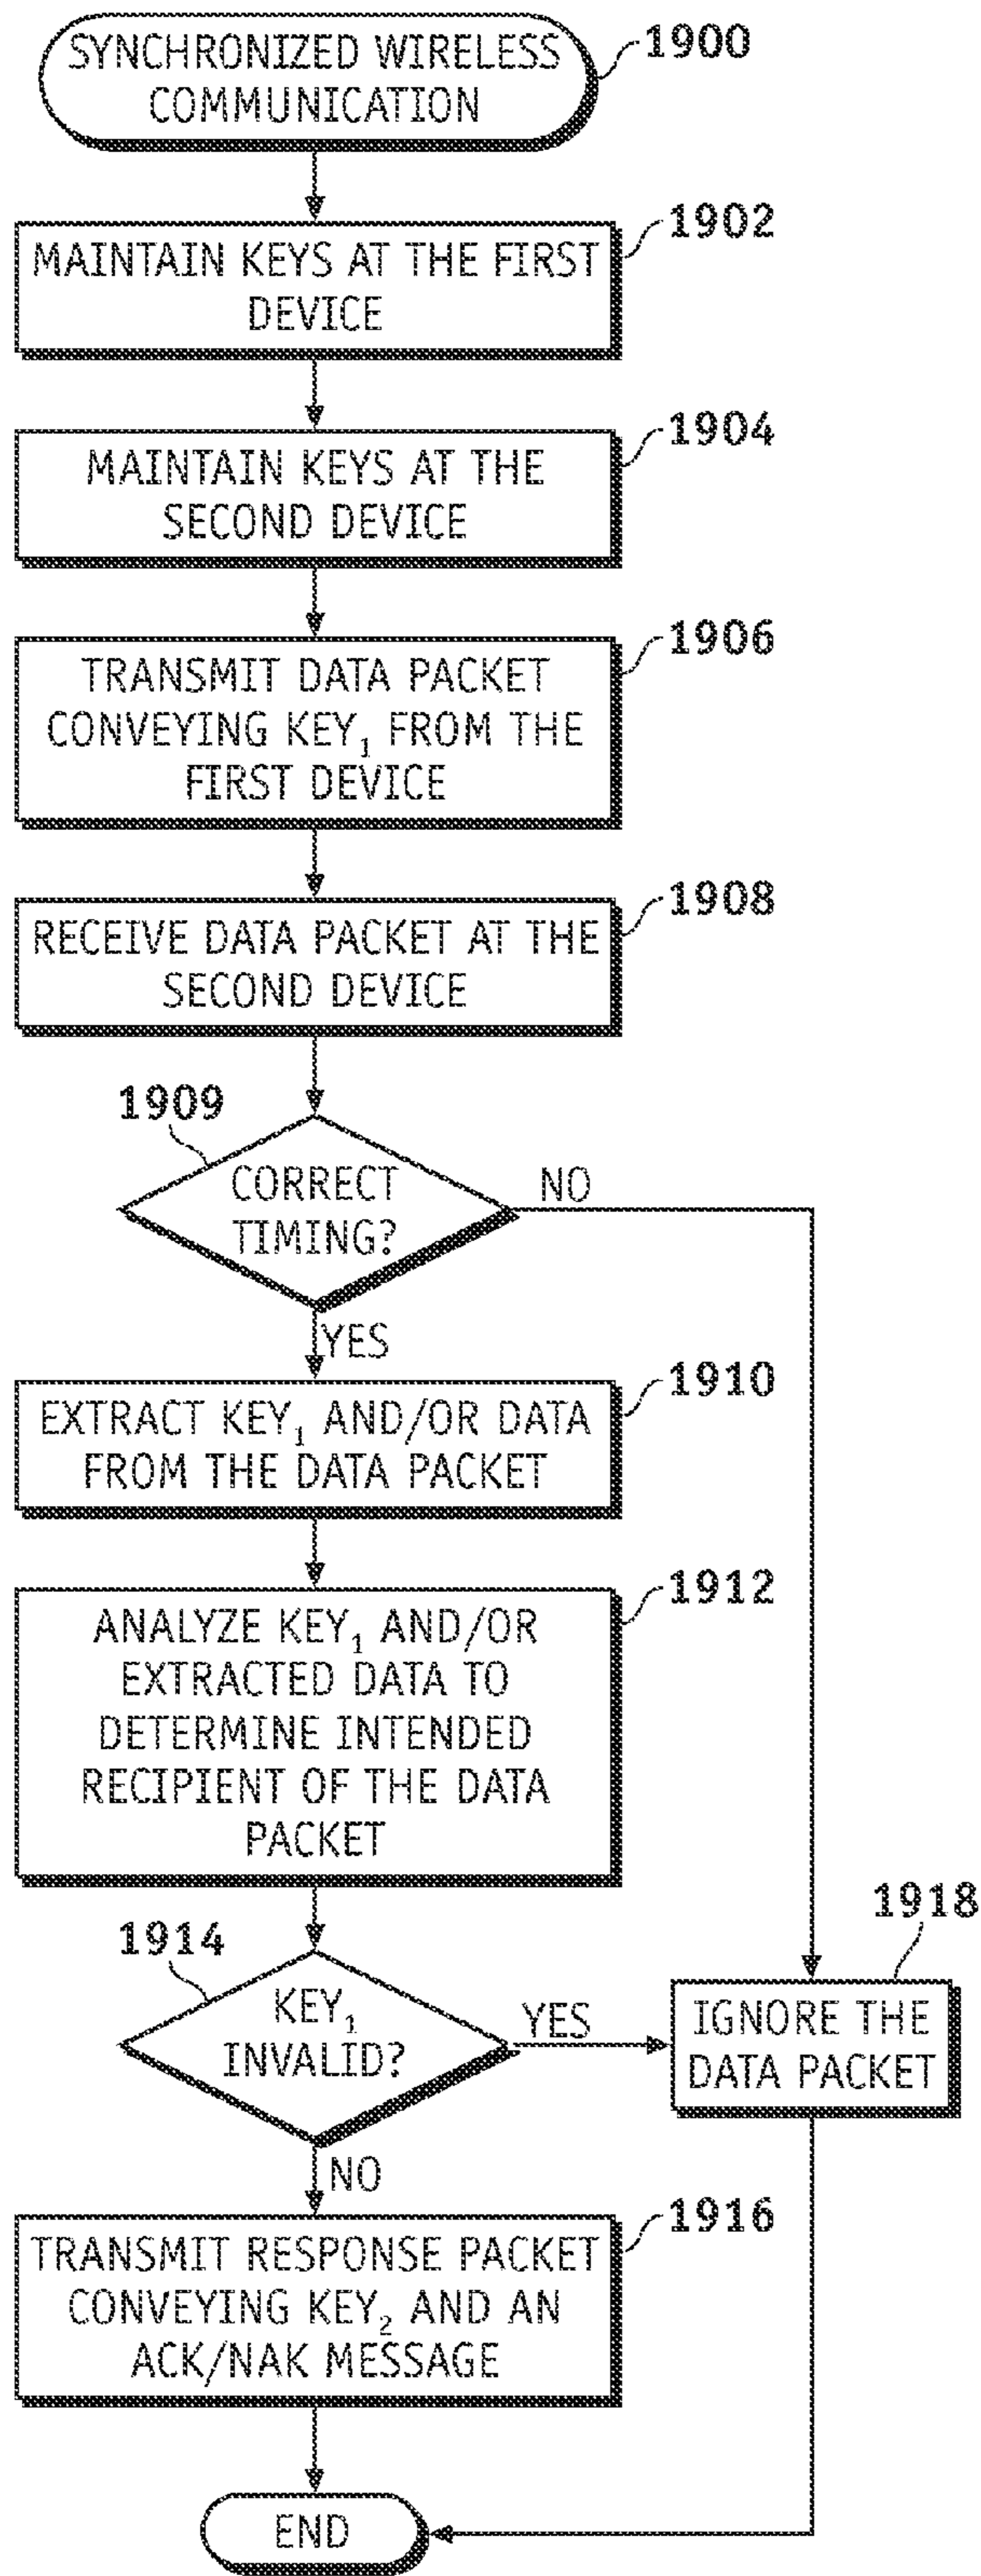 SYNCHRONIZED WIRELESS
COMMUNICATION
1900
1902
MAINTAIN KEYS AT THE FIRST
DEVICE
1904
MAINTAIN KEYS AT THE
SECOND DEVICE
1906
TRANSMIT DATA PACKET
CONVEYING KEY₁ FROM THE
FIRST DEVICE
1908
RECEIVE DATA PACKET AT THE
SECOND DEVICE
1909
CORRECT
TIMING?
NO
YES
1910
EXTRACT KEY₁ AND/OR DATA
FROM THE DATA PACKET
1912
ANALYZE KEY₁ AND/OR
EXTRACTED DATA TO
DETERMINE INTENDED
RECIPIENT OF THE DATA
PACKET
1914
KEY₁
INVALID?
YES
1918
IGNORE THE
DATA PACKET
NO
1916
TRANSMIT RESPONSE PACKET
CONVEYING KEY₂ AND AN
ACK/NAK MESSAGE
END